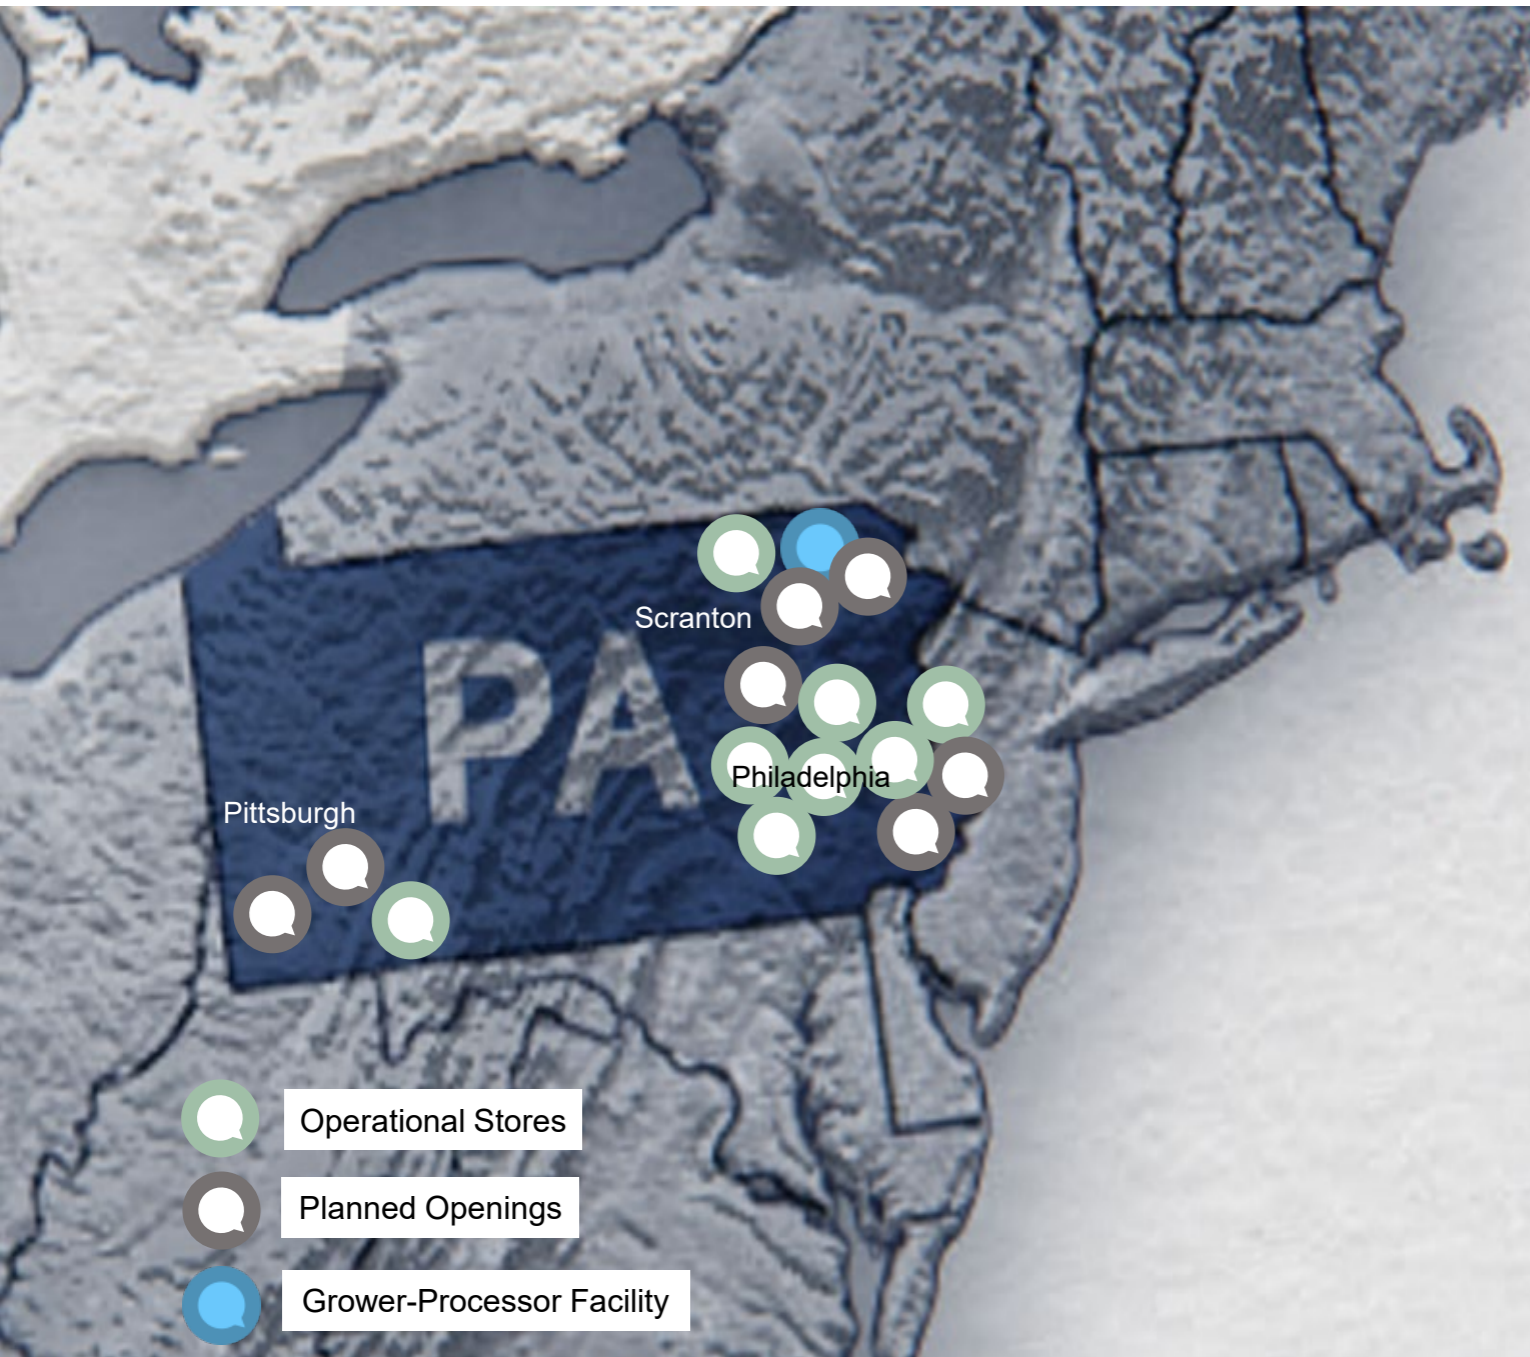 Scranton
PA
Philadelphia
Pittsburgh
Operational Stores
Planned Openings
Grower-Processor Facility